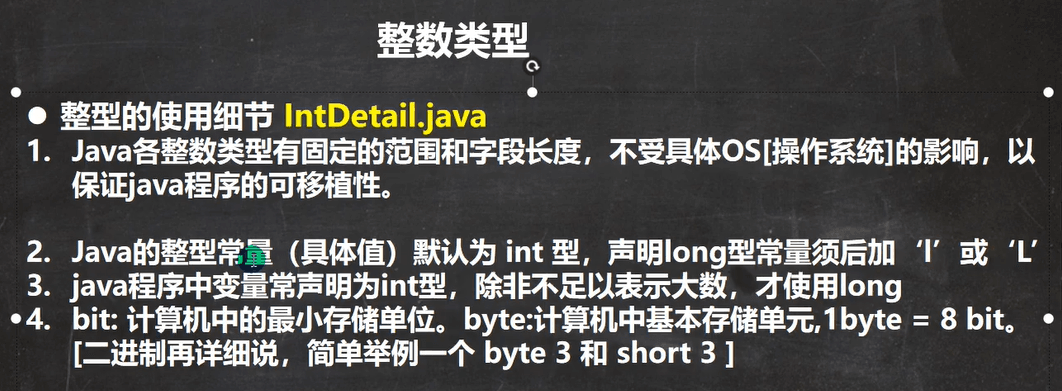 整数类型
● 整型的使用细节 IntDetail.java
1. Java各整数类型有固定的范围和字段长度，不受具体OS[操作系统]的影响，以
保证java程序的可移植性。
2. Java的整型常量（具体值）默认为 int 型，声明long型常量须后加‘l’或‘L’
3. java程序中变量常声明为int型，除非不足以表示大数，才使用long
4. bit: 计算机中的最小存储单位。byte:计算机中基本存储单元,1byte = 8 bit。
[二进制再详细说，简单举例一个 byte 3 和 short 3 ]